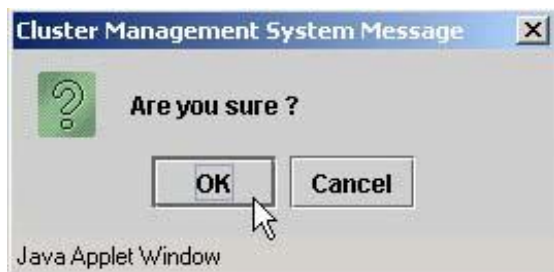 Cluster Management System Message
Are you sure ?
OK Cancel
Java Applet Window